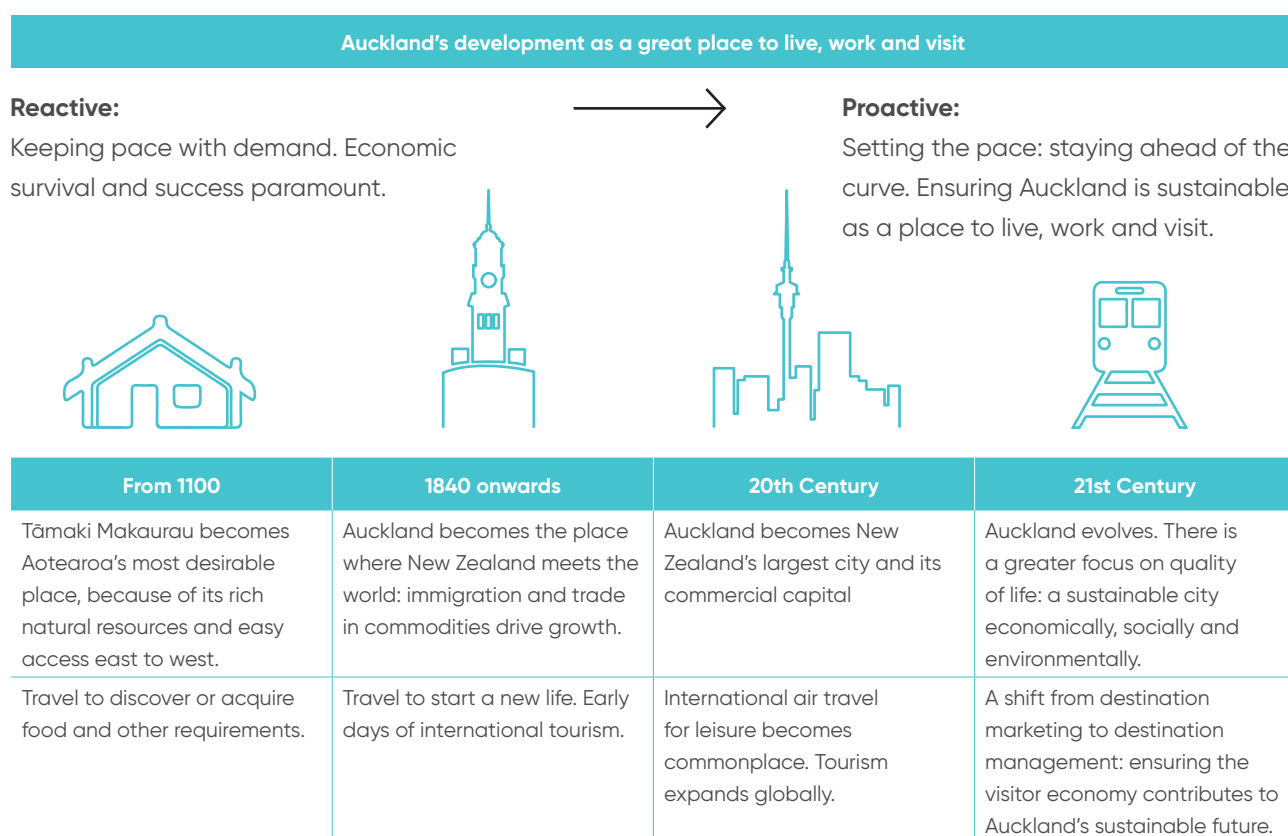 Auckland's development as a great place to live, work and visit
Reactive:
Keeping pace with demand. Economic
survival and success paramount.
Proactive:
Setting the pace: staying ahead of the
curve. Ensuring Auckland is sustainable
as a place to live, work and visit.
From 1100
1840 onwards
20th Century
21st Century
Tāmaki Makaurau becomes
Aotearoa's most desirable
place, because of its rich
natural resources and easy
access east to west.
Auckland becomes the place
where New Zealand meets the
world: immigration and trade
in commodities drive growth.
Auckland becomes New
Zealand's largest city and its
commercial capital
Auckland evolves. There is
a greater focus on quality
of life: a sustainable city
economically, socially and
environmentally.
Travel to discover or acquire
food and other requirements.
Travel to start a new life. Early
days of international tourism.
International air travel
for leisure becomes
commonplace. Tourism
expands globally.
A shift from destination
marketing to destination
management: ensuring the
visitor economy contributes to
Auckland's sustainable future.